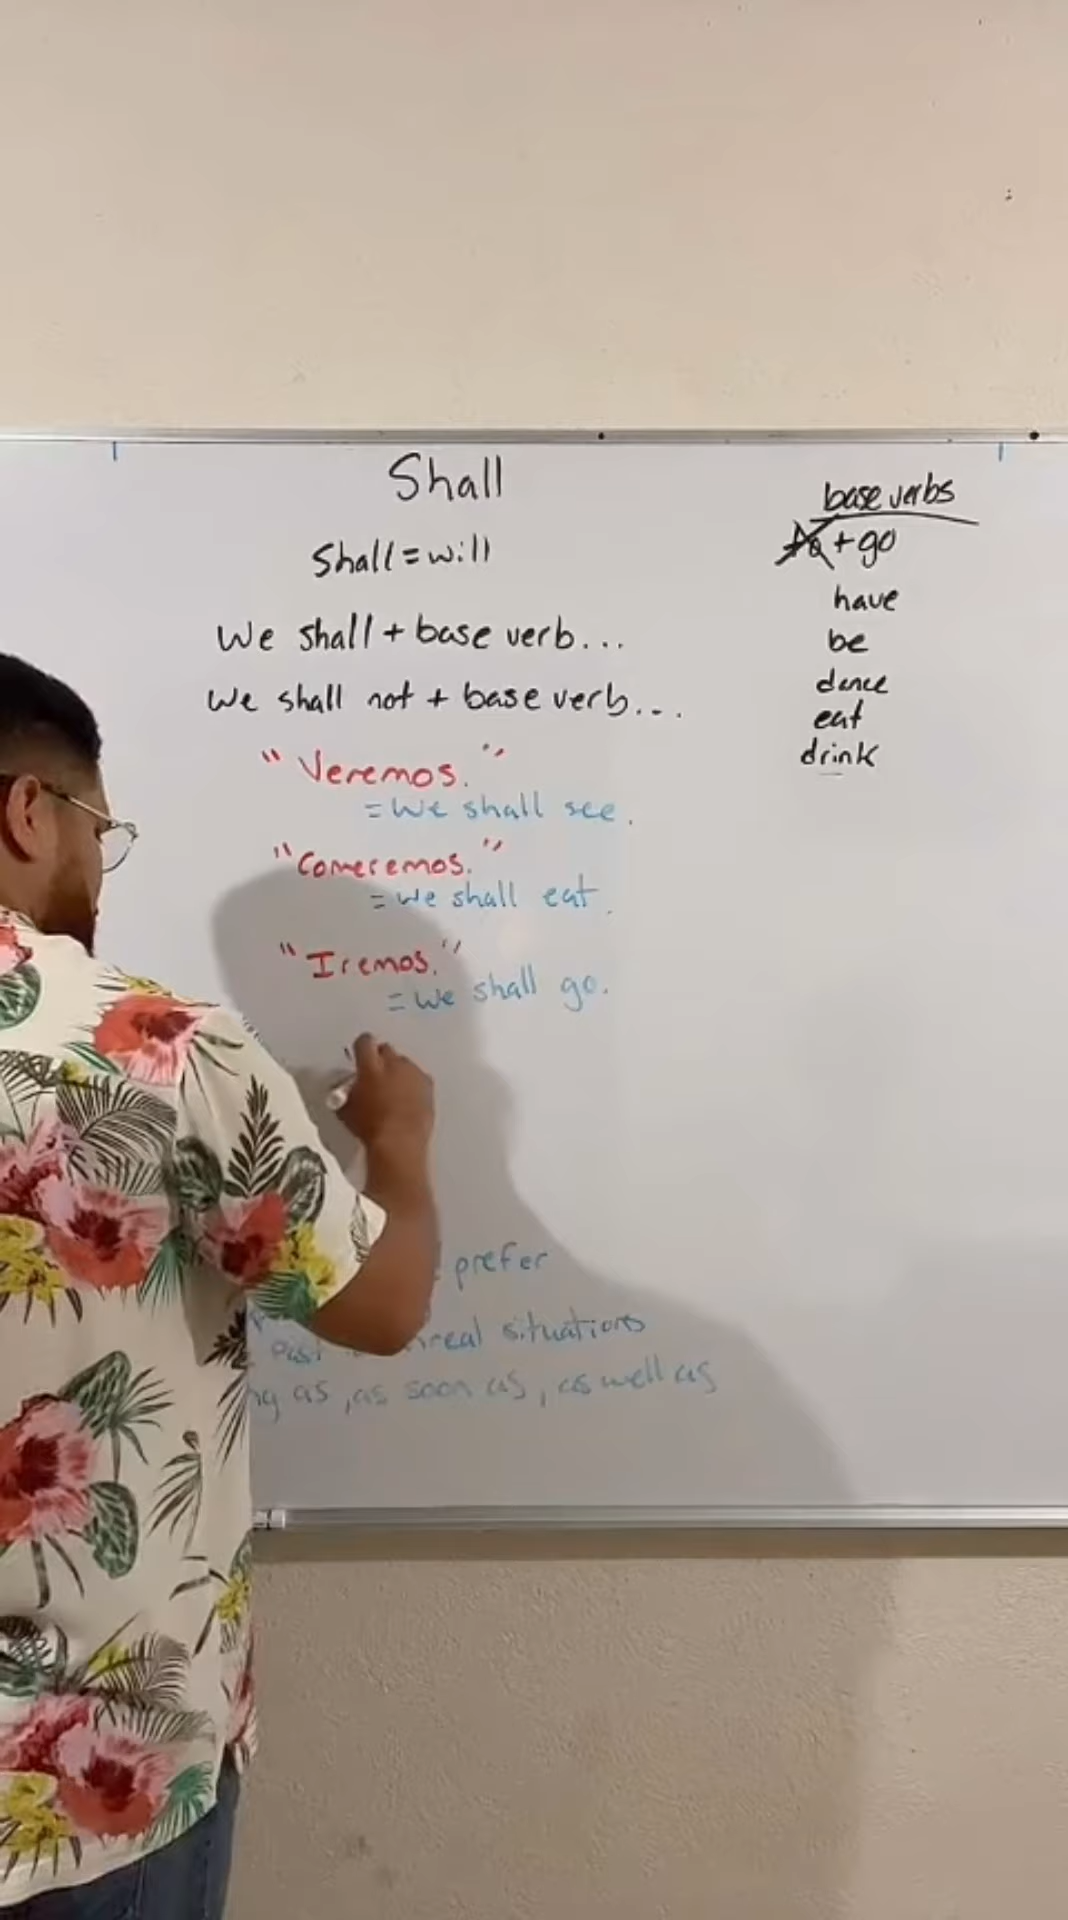 Shall
Shall = will
We shall + base verb...
We shall not + base verb...
"Veremos."
= We shall see.
"Comeremos."
= We shall eat.
"Iremos."
= We shall go.
prefer
situations
as, as soon as, as well as
base verbs
+ go
have
be
dance
eat
drink